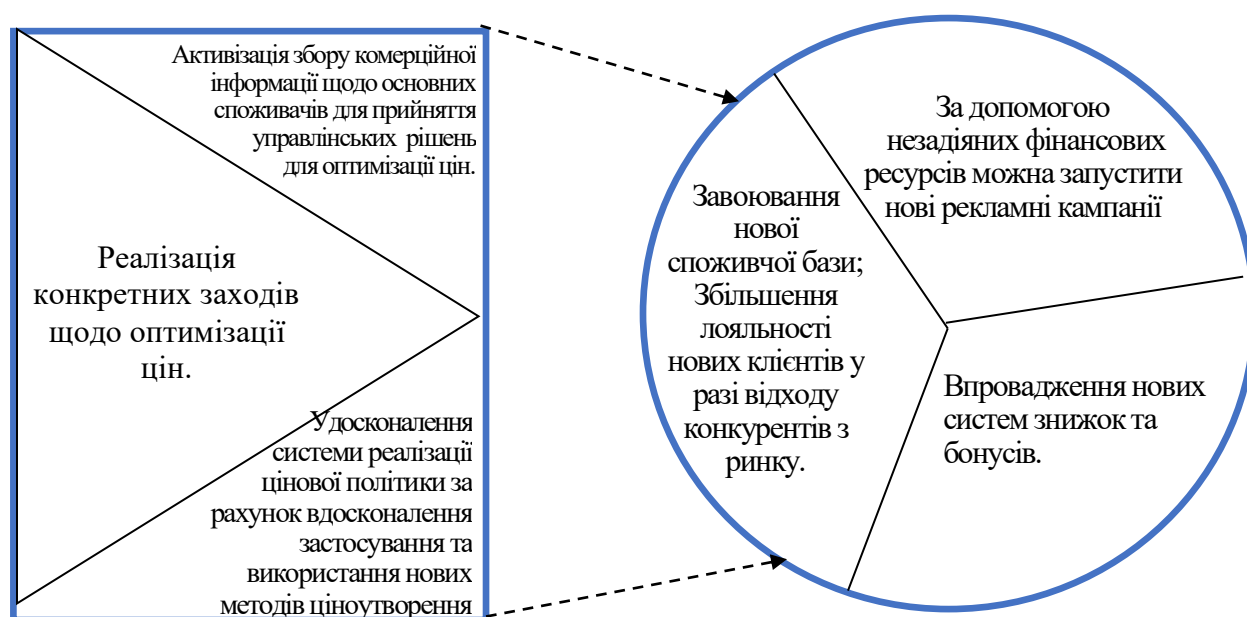 Активизація збору комерційної
інформації щодо основних
споживачів для прийняття
управлінських рішень
для оптимізації цін.
Реалізація
конкретних заходів
щодо оптимізації
цін.
Удосконалення
системи реалізації
цінової політики за
рахунок вдосконалення
застосування та
використання нових
методів ціноутворення
Завоювання
нової
споживчої бази;
Збільшення
лояльності
нових клієнтів у
разі відходу
конкурентів з
ринку.
За допомогою
незадіяних фінансових
ресурсів можна запустити
нові рекламні кампанії
Впровадження нових
систем знижок та
бонусів.